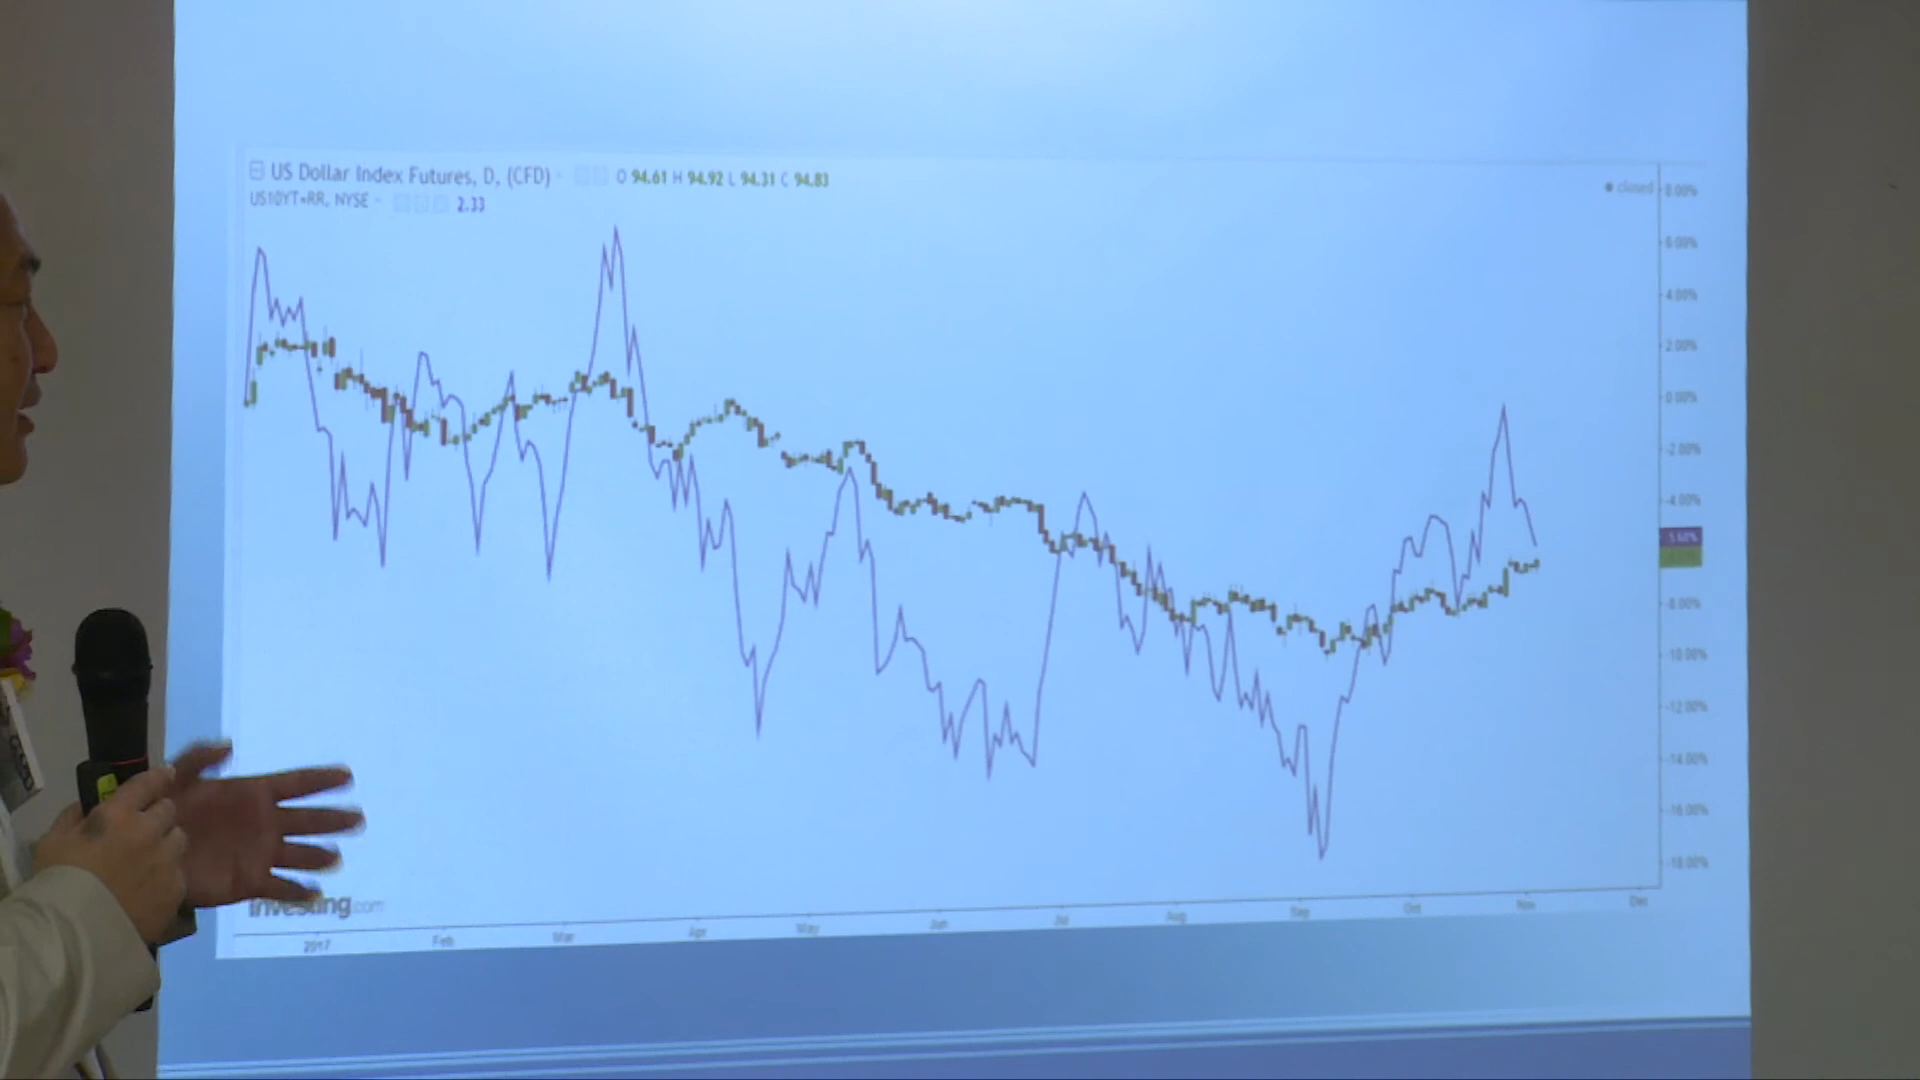 US Dollar Index Futures, D, (CFD) O 94.61 H 94.92 L 94.31 C 94.83
US10YT=RR, NYSE 2.33
closed
8.00%
6.00%
4.00%
2.00%
0.00%
-2.00%
-4.00%
-8.00%
-10.00%
-12.00%
-14.00%
-16.00%
-18.00%
Investing.com
2017 Feb Mar Apr May Jun Jul Aug Sep Oct Nov Dec